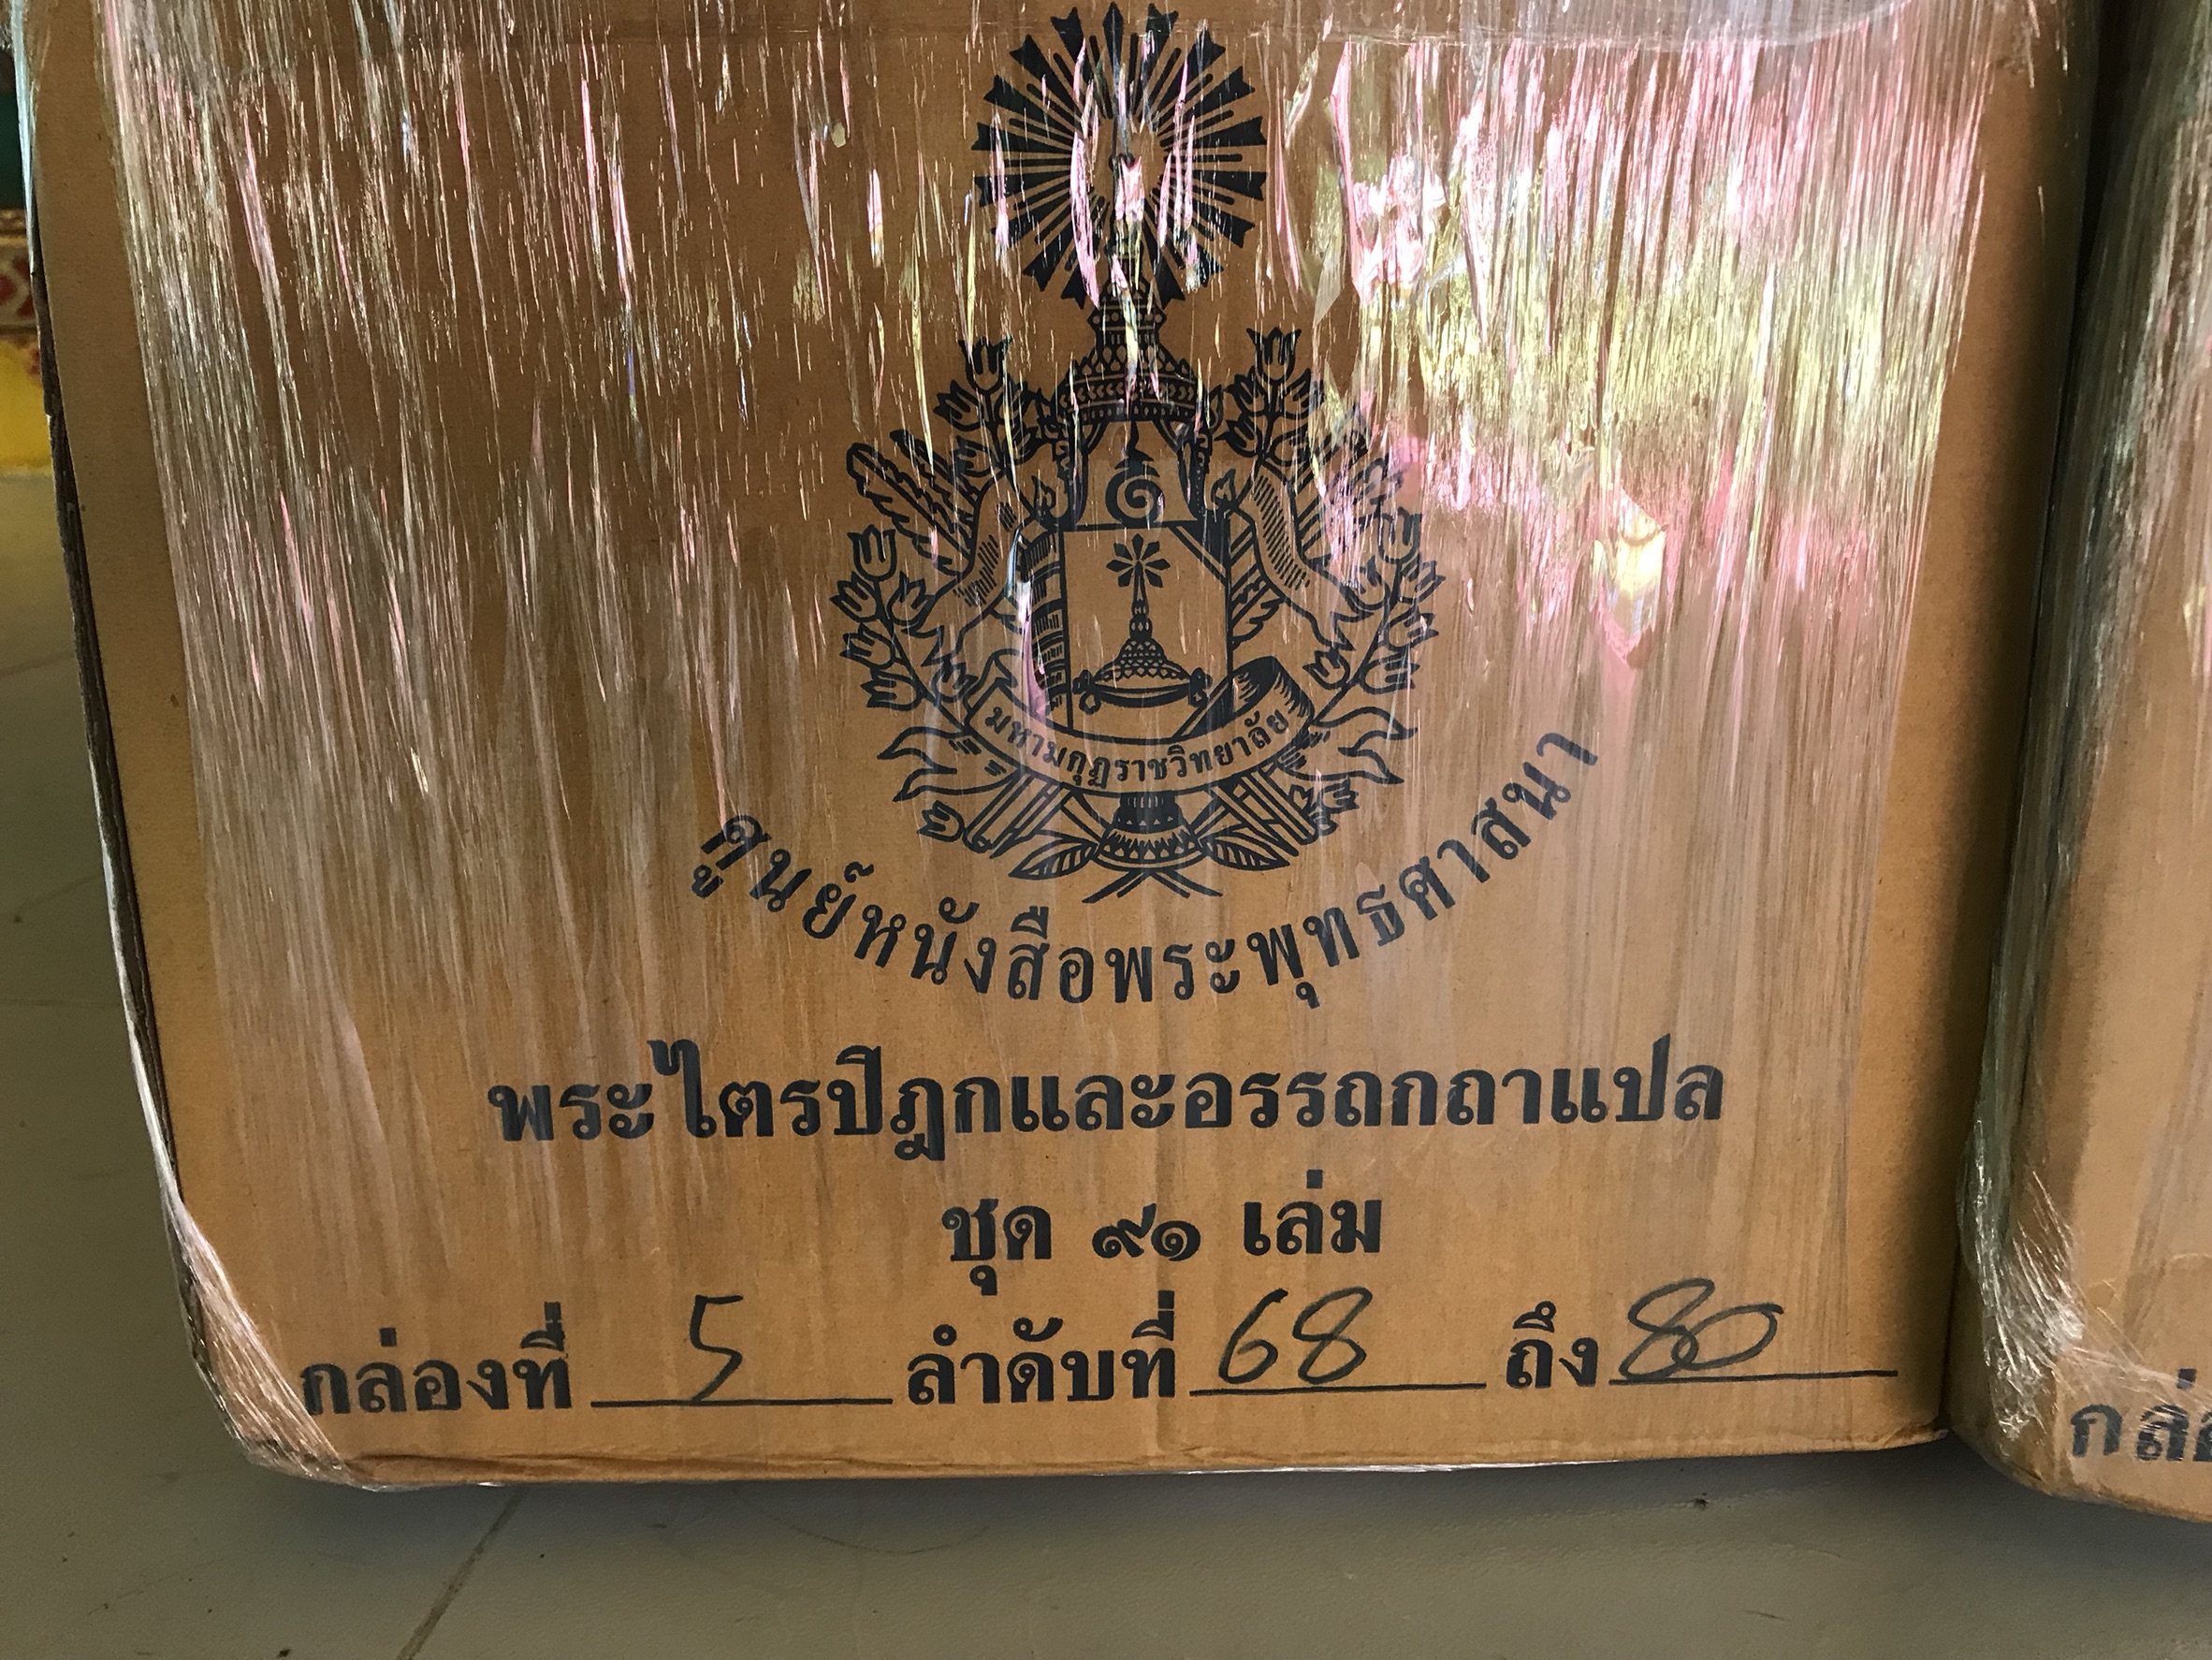 มหามกุฏราชวิทยาลัย
ศูนย์หนังสือพระพุทธศาสนา
พระไตรปิฎกและอรรถกถาแปล
ชุด ๙๑ เล่ม
กล่องที่ 5 ลำดับที่ 68 ถึง 80